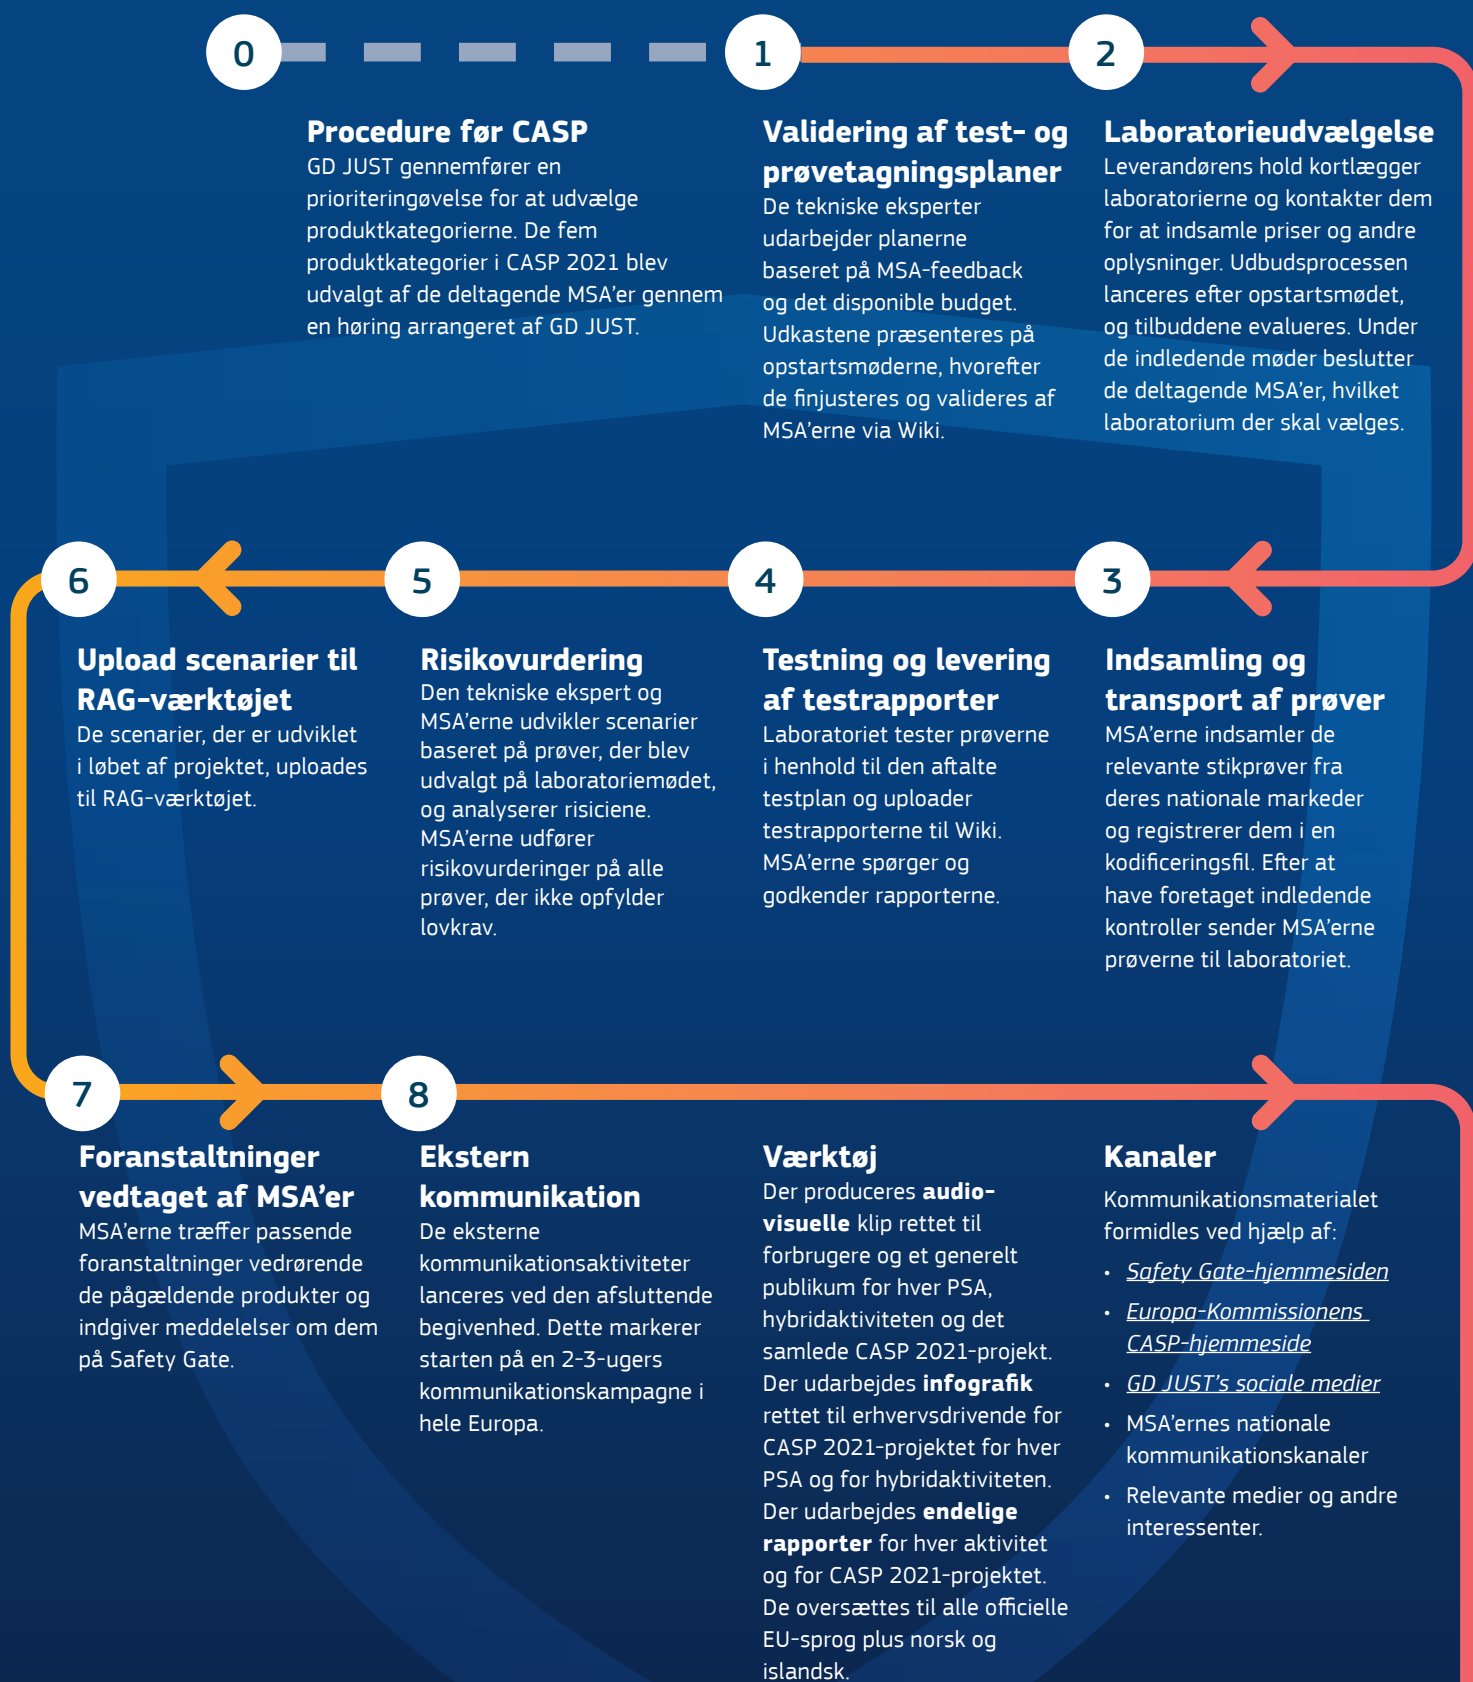 0
1
2
Procedure før CASP
GD JUST gennemfører en
prioriteringøvelse for at udvælge
produktkategorierne. De fem
produktkategorier i CASP 2021 blev
udvalgt af de deltagende MSA’er gennem
en høring arrangeret af GD JUST.
Validering af test- og
prøvetagningsplaner
De tekniske eksperter
udarbejder planerne
baseret på MSA-feedback
og det disponible budget.
Udkastene præsenteres på
opstartsmøderne, hvorefter
de finjusteres og valideres af
MSA’erne via Wiki.
Laboratorieudvælgelse
Leverandørens hold kortlægger
laboratorierne og kontakter dem
for at indsamle priser og andre
oplysninger. Udbudsprocessen
lanceres efter opstartsmødet,
og tilbuddene evalueres. Under
de indledende møder beslutter
de deltagende MSA’er, hvilket
laboratorium der skal vælges.
6
5
4
3
Upload scenarier til
RAG-værktøjet
De scenarier, der er udviklet
i løbet af projektet, uploades
til RAG-værktøjet.
Risikovurdering
Den tekniske ekspert og
MSA’erne udvikler scenarier
baseret på prøver, der blev
udvalgt på laboratoriemødet,
og analyserer risiciene.
MSA’erne udfører
risikovurderinger på alle
prøver, der ikke opfylder
lovkrav.
Testning og levering
af testrapporter
Laboratoriet tester prøverne
i henhold til den aftalte
testplan og uploader
testrapporterne til Wiki.
MSA’erne spørger og
godkender rapporterne.
Indsamling og
transport af prøver
MSA’erne indsamler de
relevante stikprøver fra
deres nationale markeder
og registrerer dem i en
kodificeringsfil. Efter at
have foretaget indledende
kontroller sender MSA’erne
prøverne til laboratoriet.
7
8
Foranstaltninger
vedtaget af MSA’er
MSA’erne træffer passende
foranstaltninger vedrørende
de pågældende produkter og
indgiver meddelelser om dem
på Safety Gate.
Ekstern
kommunikation
De eksterne
kommunikationsaktiviteter
lanceres ved den afsluttende
begivenhed. Dette markerer
starten på en 2-3-ugers
kommunikationskampagne i
hele Europa.
Værktøj
Der produceres audio-
visuelle klip rettet til
forbrugere og et generelt
publikum for hver PSA,
hybridaktiviteten og det
samlede CASP 2021-projekt.
Der udarbejdes infografik
rettet til erhvervsdrivende for
CASP 2021-projektet for hver
PSA og for hybridaktiviteten.
Der udarbejdes endelige
rapporter for hver aktivitet
og for CASP 2021-projektet.
De oversættes til alle officielle
EU-sprog plus norsk og
islandsk.
Kanaler
Kommunikationsmaterialet
formidles ved hjælp af:
• Safety Gate-hjemmesiden
• Europa-Kommissionens
CASP-hjemmeside
• GD JUST’s sociale medier
• MSA’ernes nationale
kommunikationskanaler
• Relevante medier og andre
interessenter.